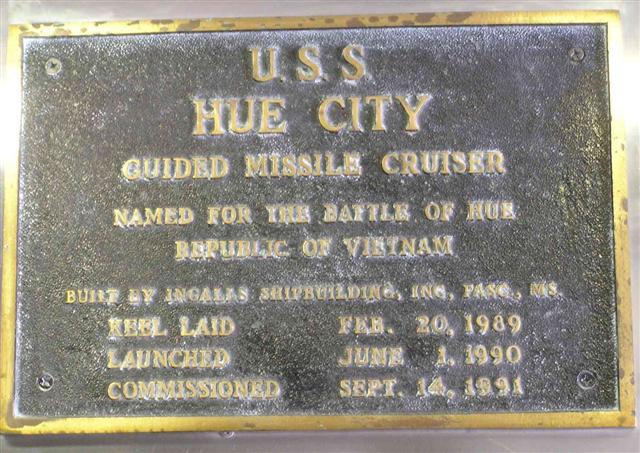 U.S.S.
HUE CITY
GUIDED MISSILE CRUISER
NAMED FOR THE BATTLE OF HUE
REPUBLIC OF VIETNAM
BUILT BY INGALLS SHIPBUILDING, INC., PASC., MS.
KEEL LAID FEB. 20, 1989
LAUNCHED JUNE 1, 1990
COMMISSIONED SEPT. 14, 1991